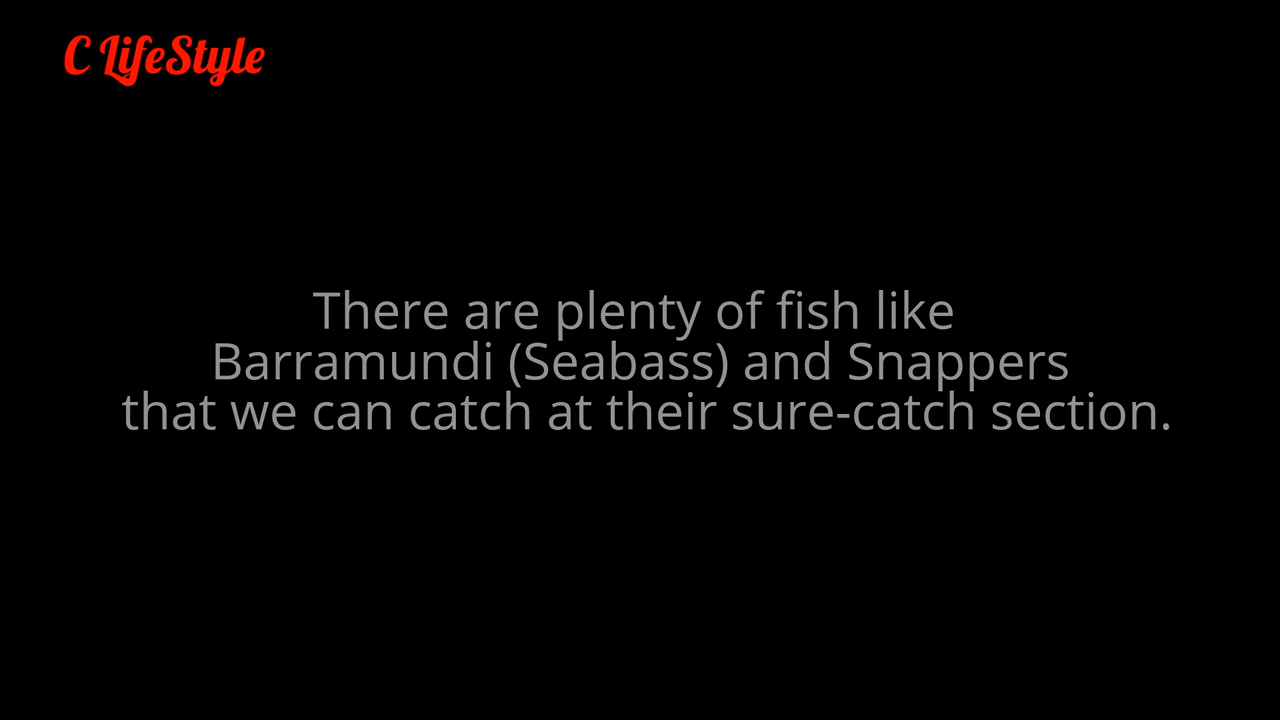 C LifeStyle
There are plenty of fish like
Barramundi (Seabass) and Snappers
that we can catch at their sure-catch section.